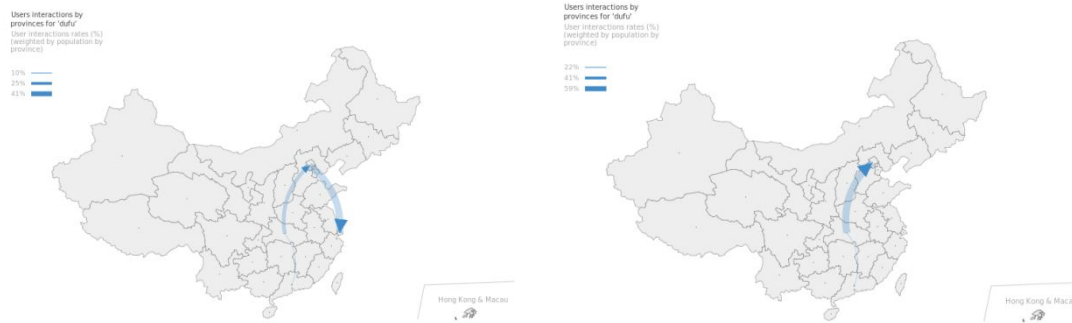 Users interactions by
provinces for 'dufu'
User interactions rates (%)
(weighted by population by
province)
10%
25%
41%
Hong Kong & Macau
Users interactions by
provinces for 'dufu'
User interactions rates (%)
(weighted by population by
province)
22%
41%
59%
Hong Kong & Maca